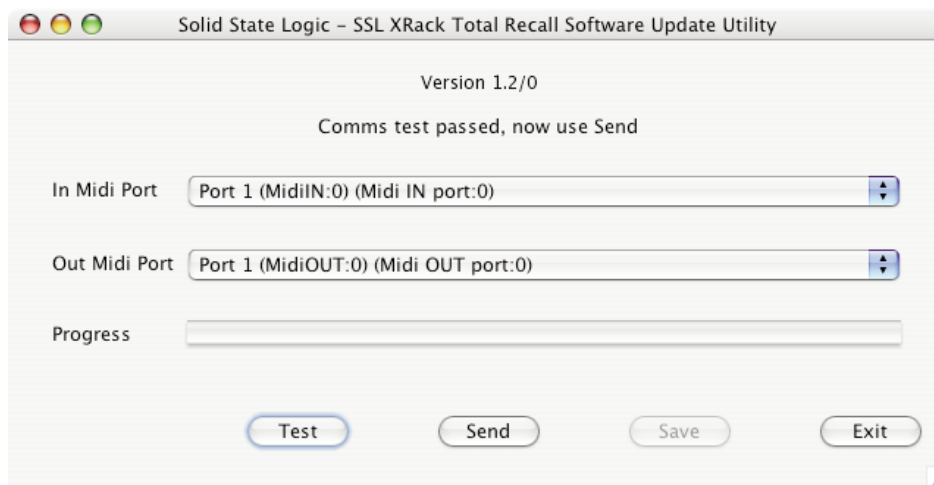 Solid State Logic – SSL XRack Total Recall Software Update Utility
Version 1.2/0
Comms test passed, now use Send
In Midi Port Port 1 (MidiIN:0) (Midi IN port:0)
Out Midi Port Port 1 (MidiOUT:0) (Midi OUT port:0)
Progress
Test Send Save Exit